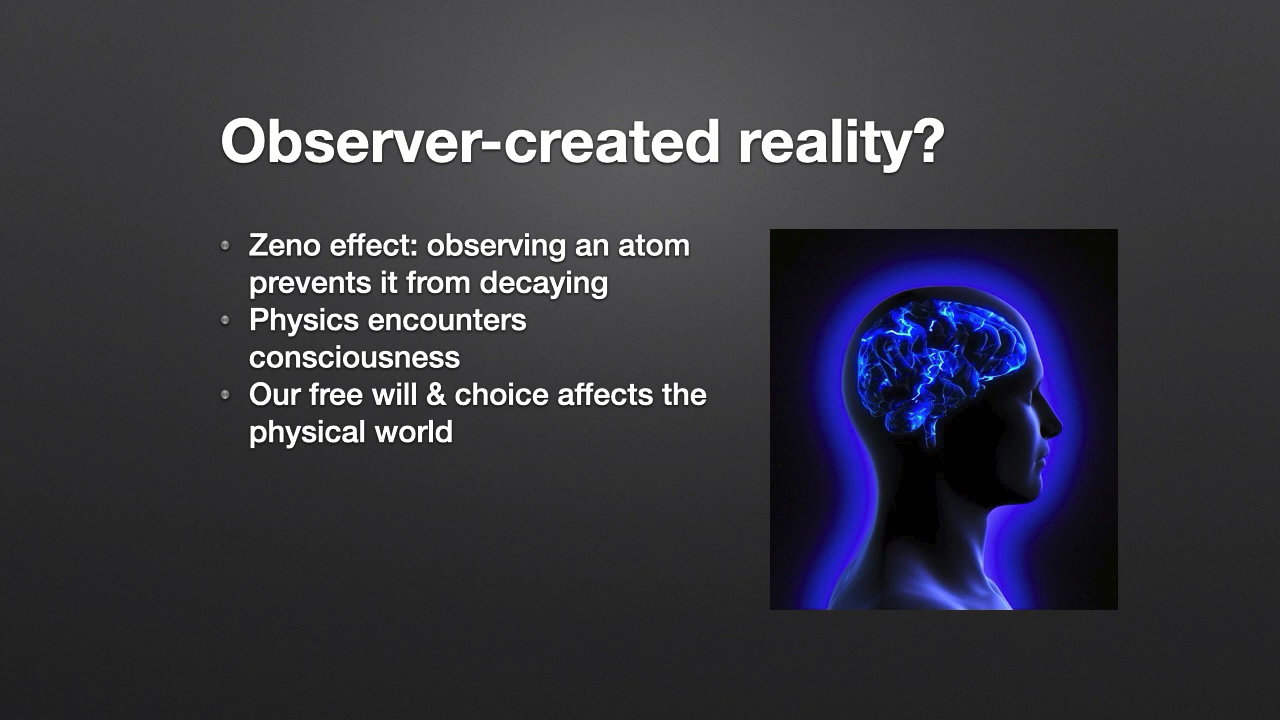 Observer-created reality?
• Zeno effect: observing an atom
prevents it from decaying
• Physics encounters
consciousness
• Our free will & choice affects the
physical world